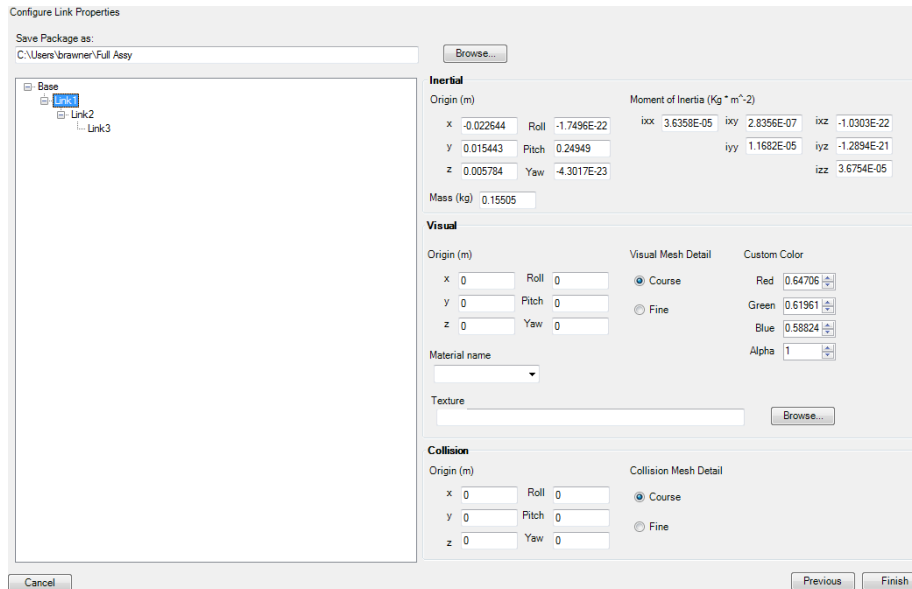 Configure Link Properties
Save Package as:
C:\Users\brawner\Full Assy Browse...
Base
Link1
Link2
Link3
Inertial
Origin (m) Moment of Inertia (Kg * m^-2)
x -0.022644 Roll -1.7496E-22 ixx 3.6358E-05 ixy 2.8356E-07 ixz -1.0303E-22
y 0.015443 Pitch 0.24949 iyy 1.1682E-05 iyz -1.2894E-21
z 0.005784 Yaw -4.3017E-23 izz 3.6754E-05
Mass (kg) 0.15505
Visual
Origin (m) Visual Mesh Detail Custom Color
x 0 Roll 0 Course Red 0.64706
y 0 Pitch 0 Fine Green 0.61961
z 0 Yaw 0 Blue 0.58824
Material name Alpha 1
Texture
Browse...
Collision
Origin (m) Collision Mesh Detail
x 0 Roll 0 Course
y 0 Pitch 0 Fine
z 0 Yaw 0
Cancel Previous Finish